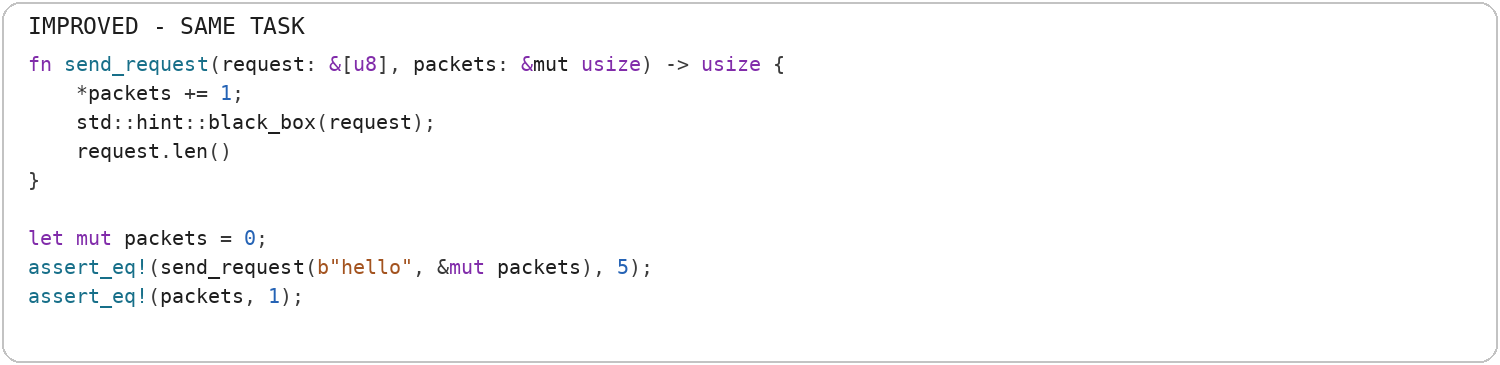 IMPROVED - SAME TASK
fn send_request(request: &[u8], packets: &mut usize) -> usize {
    *packets += 1;
    std::hint::black_box(request);
    request.len()
}

let mut packets = 0;
assert_eq!(send_request(b"hello", &mut packets), 5);
assert_eq!(packets, 1);